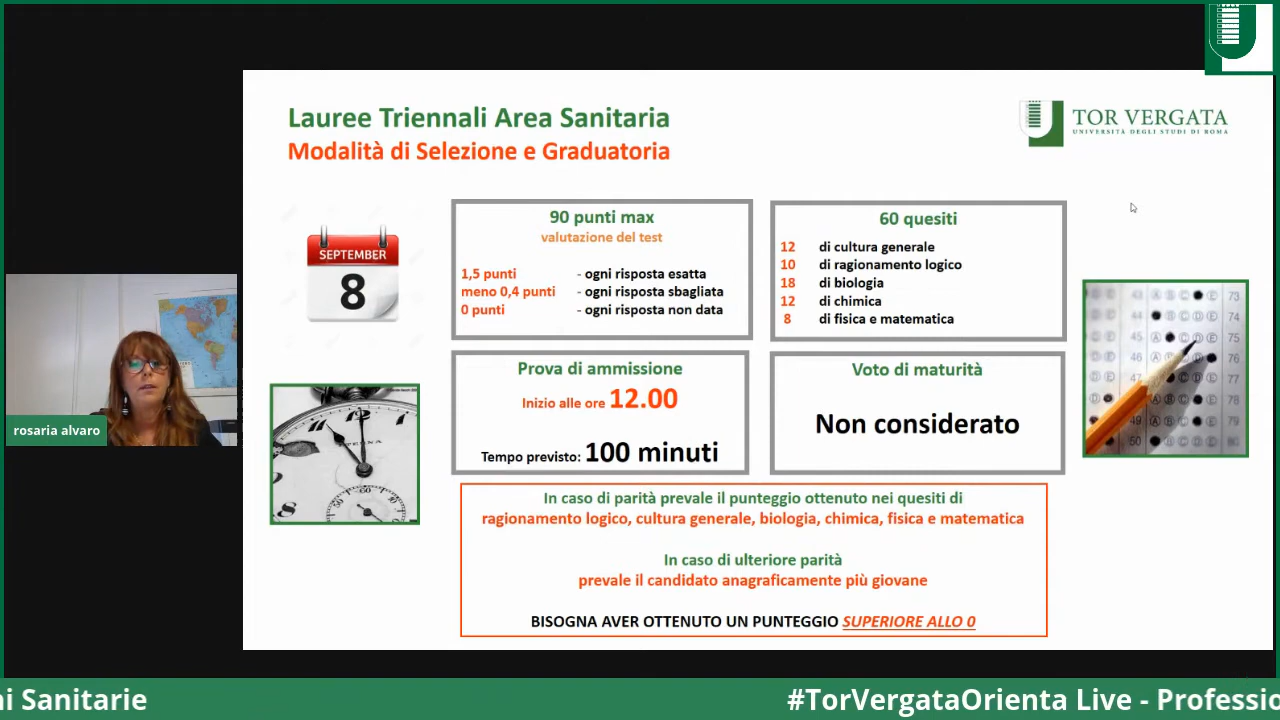 Lauree Triennali Area Sanitaria
Modalità di Selezione e Graduatoria
TOR VERGATA
UNIVERSITÀ DEGLI STUDI DI ROMA
SEPTEMBER
8
90 punti max
valutazione del test
1,5 punti - ogni risposta esatta
meno 0,4 punti - ogni risposta sbagliata
0 punti - ogni risposta non data
60 quesiti
12 di cultura generale
10 di ragionamento logico
18 di biologia
12 di chimica
8 di fisica e matematica
Prova di ammissione
Inizio alle ore 12.00
Tempo previsto: 100 minuti
Voto di maturità
Non considerato
rosaria alvaro
In caso di parità prevale il punteggio ottenuto nei quesiti di
ragionamento logico, cultura generale, biologia, chimica, fisica e matematica
In caso di ulteriore parità
prevale il candidato anagraficamente più giovane
BISOGNA AVER OTTENUTO UN PUNTEGGIO SUPERIORE ALLO 0
ni Sanitarie #TorVergataOrienta Live - Professio